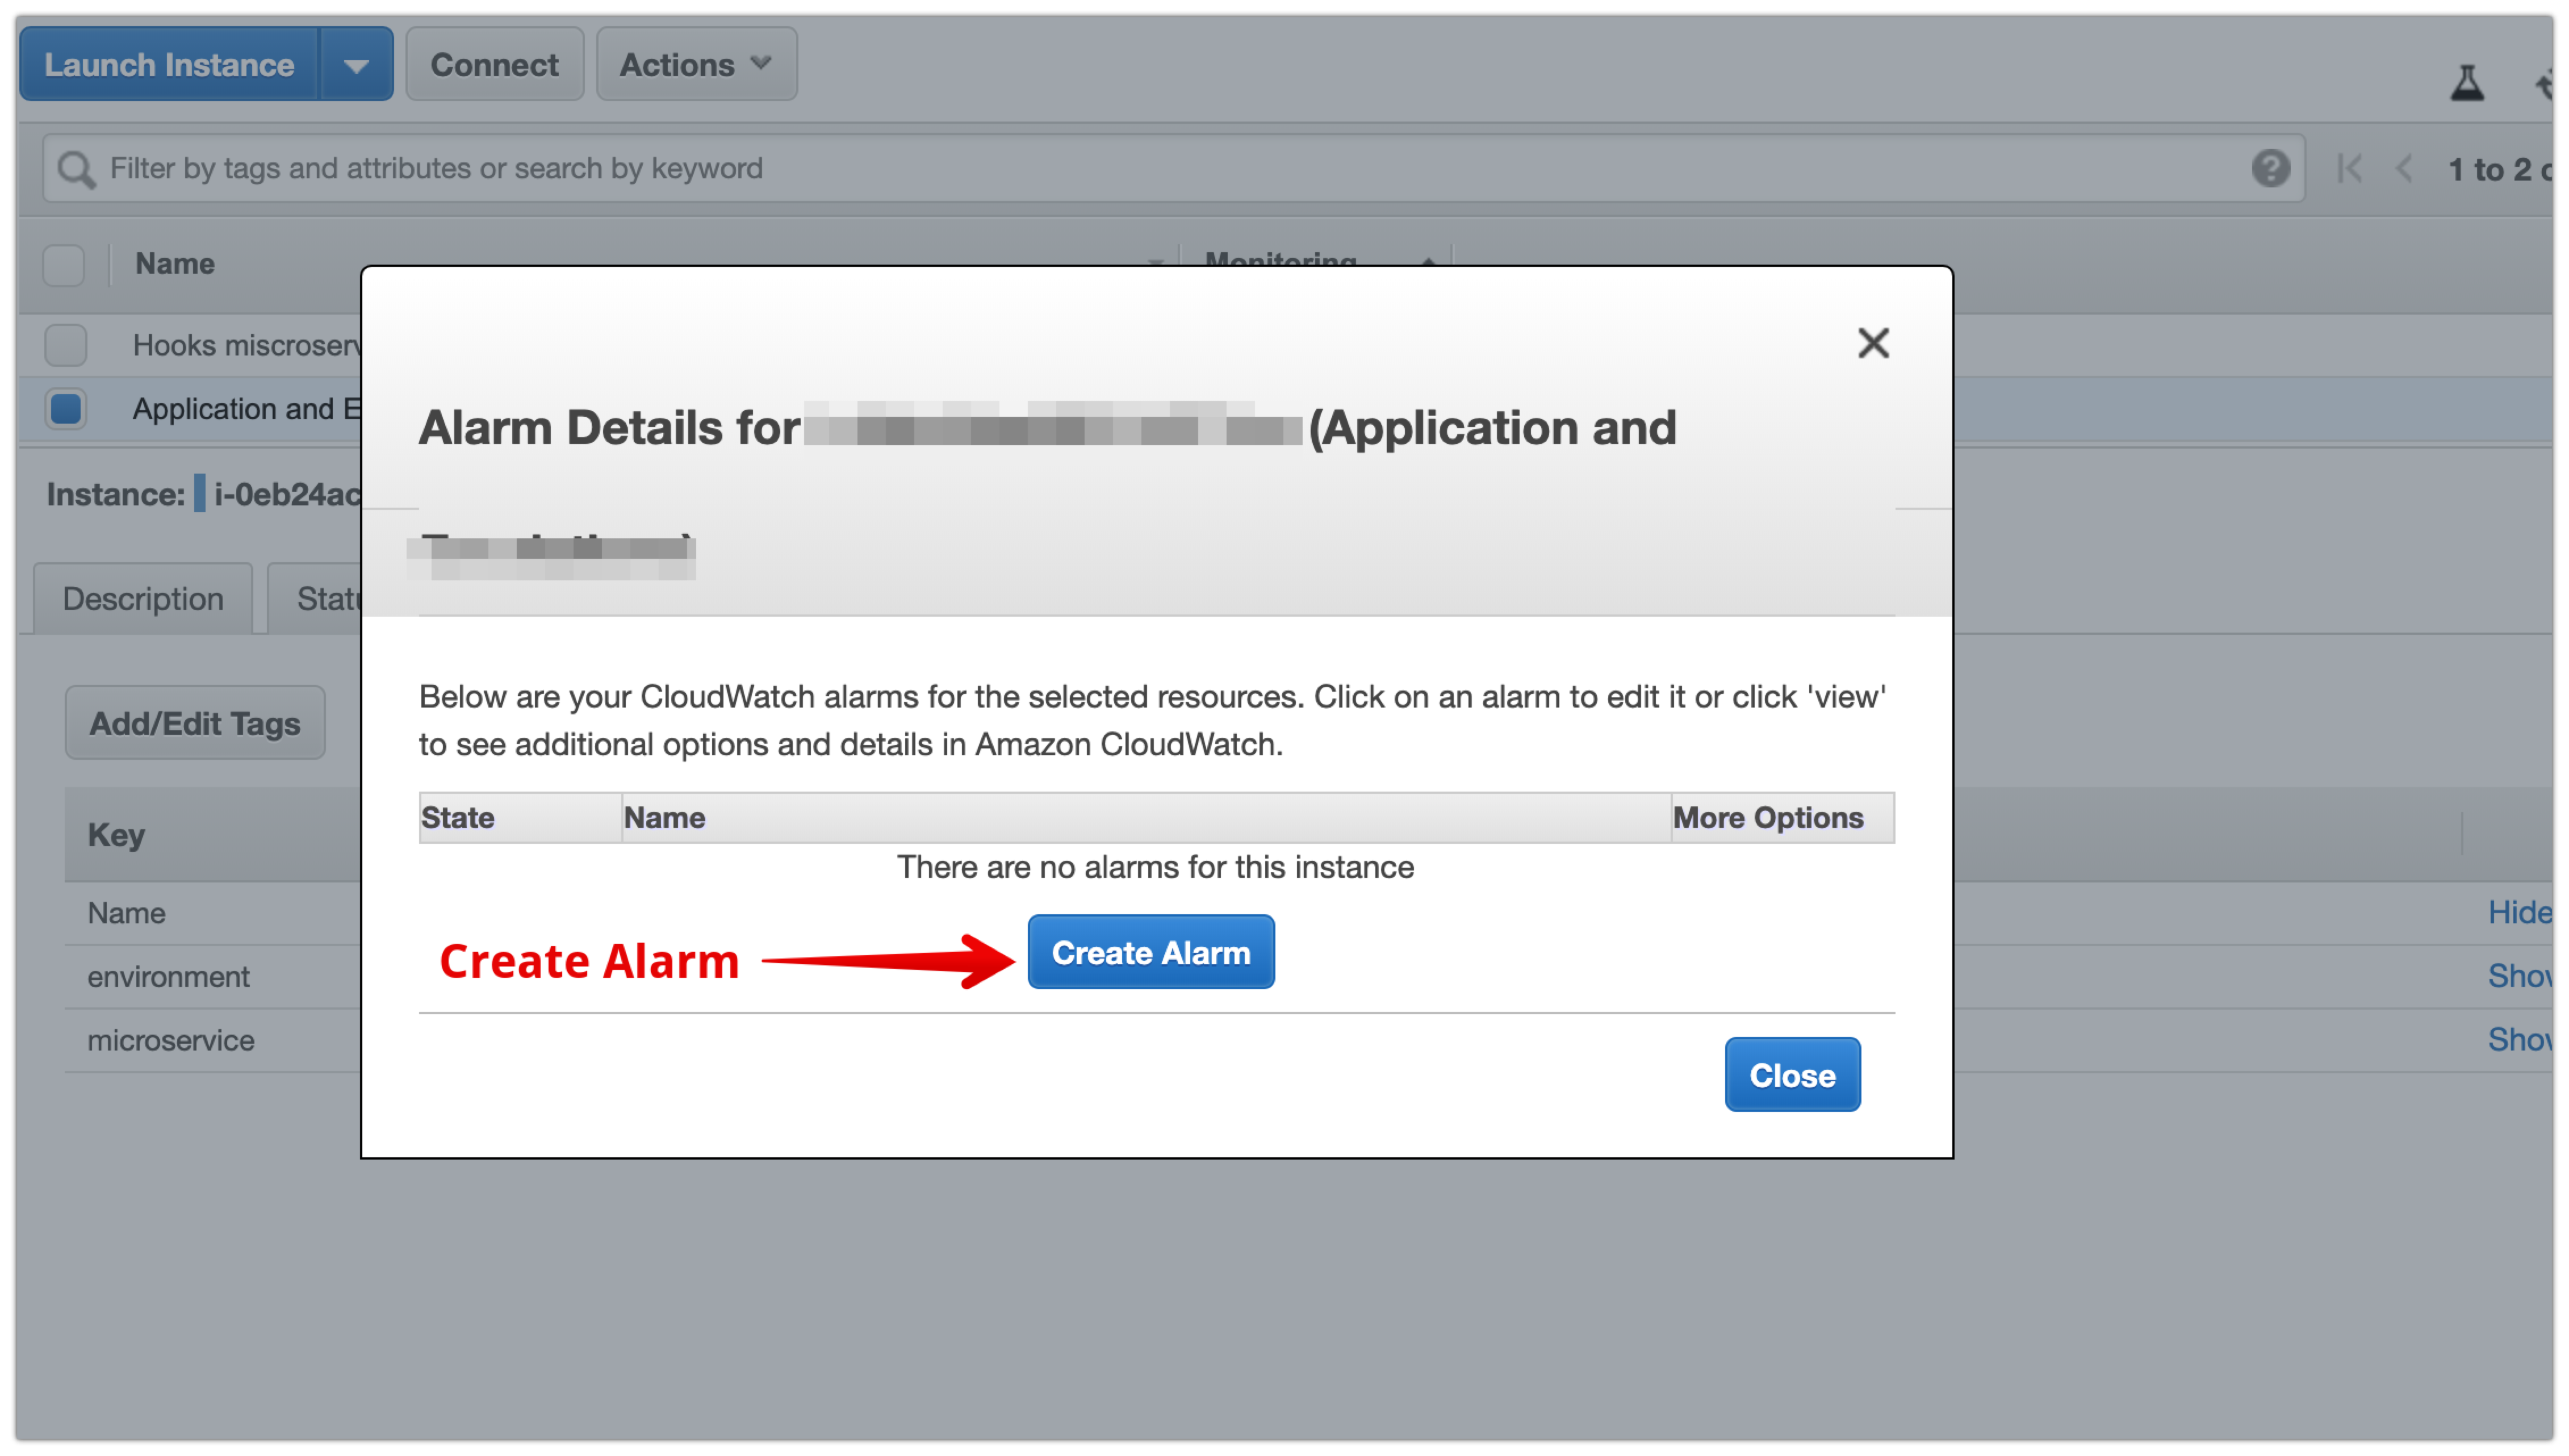 Launch Instance Connect Actions
Filter by tags and attributes or search by keyword 1 to 2
Name Monitoring
Hooks miscroserv
Application and E
Instance: i-0eb24ac
Description Statu
Add/Edit Tags
Key
Name Hide
environment Show
microservice Show
Alarm Details for (Application and
Below are your CloudWatch alarms for the selected resources. Click on an alarm to edit it or click 'view'
to see additional options and details in Amazon CloudWatch.
State Name More Options
There are no alarms for this instance
Create Alarm Create Alarm
Close